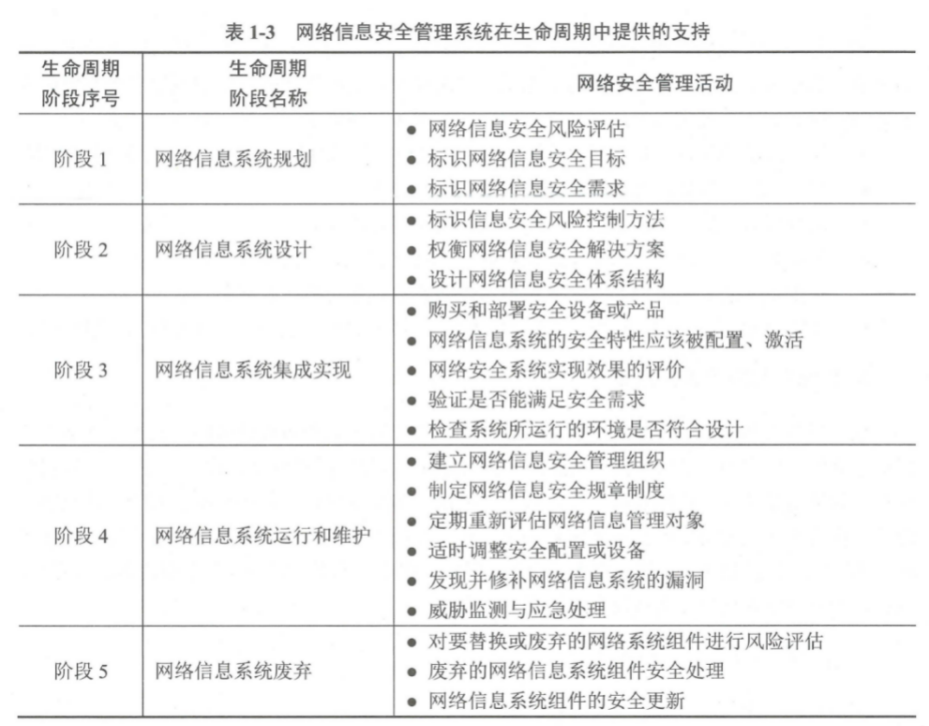 表 1-3 网络信息安全管理系统在生命周期中提供的支持
生命周期
阶段序号
生命周期
阶段名称
网络安全管理活动
阶段 1
网络信息系统规划
● 网络信息安全风险评估
● 标识网络信息安全目标
● 标识网络信息安全需求
阶段 2
网络信息系统设计
● 标识信息安全风险控制方法
● 权衡网络信息安全解决方案
● 设计网络信息安全体系结构
阶段 3
网络信息系统集成实现
● 购买和部署安全设备或产品
● 网络信息系统的安全特性应该被配置、激活
● 网络安全系统实现效果的评价
● 验证是否能满足安全需求
● 检查系统所运行的环境是否符合设计
阶段 4
网络信息系统运行和维护
● 建立网络信息安全管理组织
● 制定网络信息安全规章制度
● 定期重新评估网络信息管理对象
● 适时调整安全配置或设备
● 发现并修补网络信息系统的漏洞
● 威胁监测与应急处理
阶段 5
网络信息系统废弃
● 对要替换或废弃的网络系统组件进行风险评估
● 废弃的网络信息系统组件安全处理
● 网络信息系统组件的安全更新